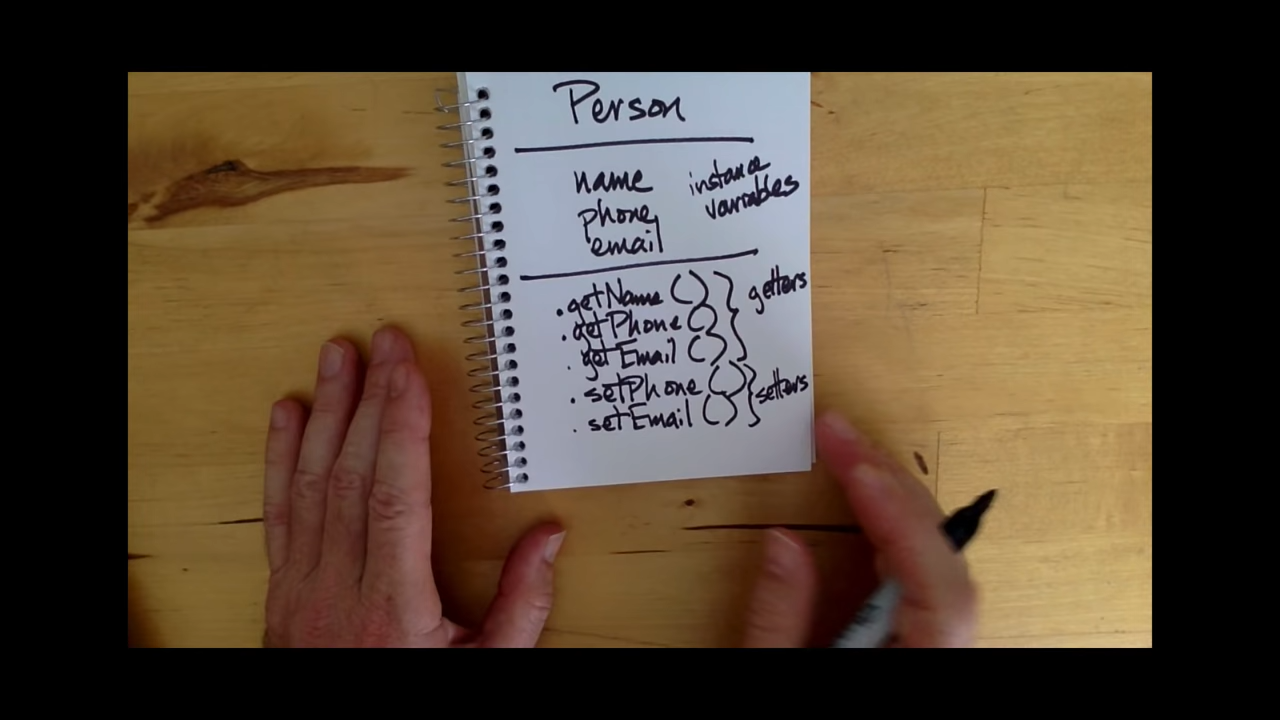 Person
name
phone
email
instance
variables
.getName()
.getPhone()
.getEmail()
getters
.setPhone()
.setEmail()
setters